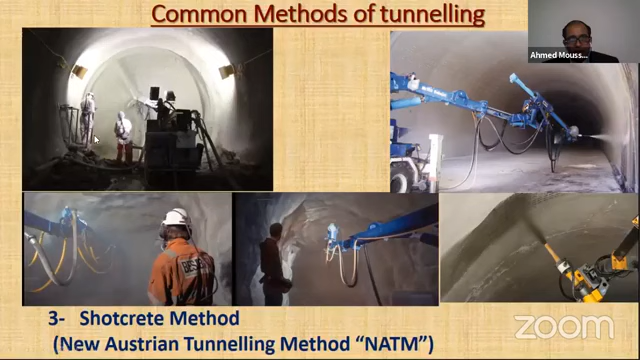 Common Methods of tunnelling
Ahmed Mouss...
3- Shotcrete Method
(New Austrian Tunnelling Method “NATM”)
zoom